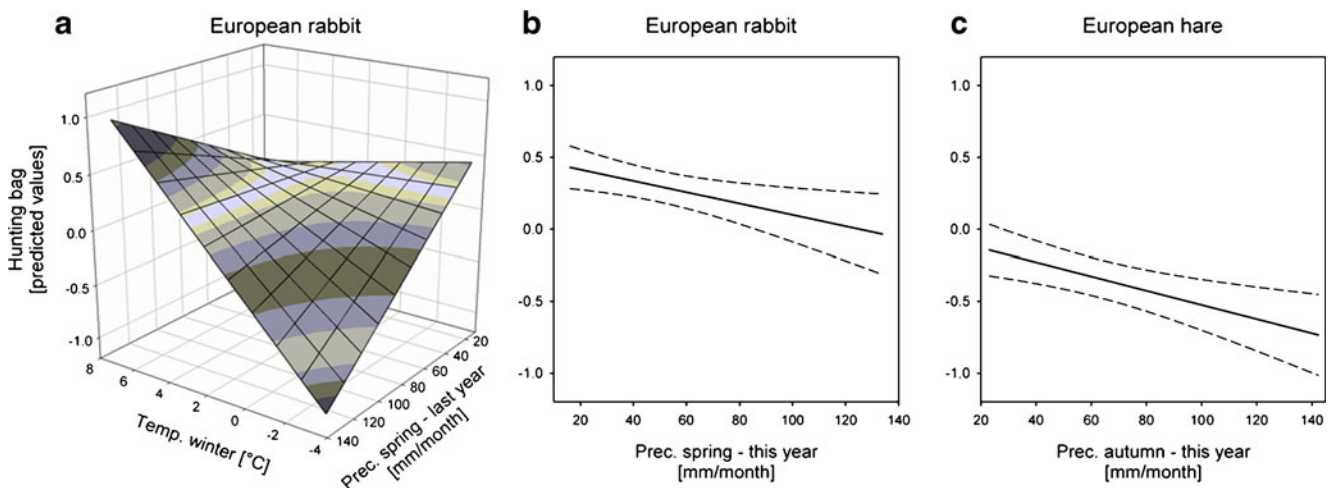 a European rabbit
Hunting bag
[predicted values]
1.0
0.5
0.0
-0.5
-1.0
8 6 4 2 0 -2 -4
Temp. winter [°C]
140 120 100 80 60 40 20
Prec. spring - last year
[mm/month]
b European rabbit
1.0
0.5
0.0
-0.5
-1.0
20 40 60 80 100 120 140
Prec. spring - this year
[mm/month]
c European hare
1.0
0.5
0.0
-0.5
-1.0
20 40 60 80 100 120 140
Prec. autumn - this year
[mm/month]